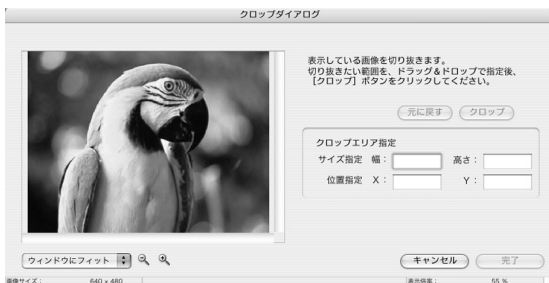 クロップダイアログ
表示している画像を切り抜きます。
切り抜きたい範囲を、ドラッグ&ドロップで指定後、
［クロップ］ボタンをクリックしてください。
元に戻す クロップ
クロップエリア指定
サイズ指定 幅： 高さ：
位置指定 X： Y：
ウィンドウにフィット キャンセル 完了
画像サイズ： 640 × 480 表示倍率： 55 %